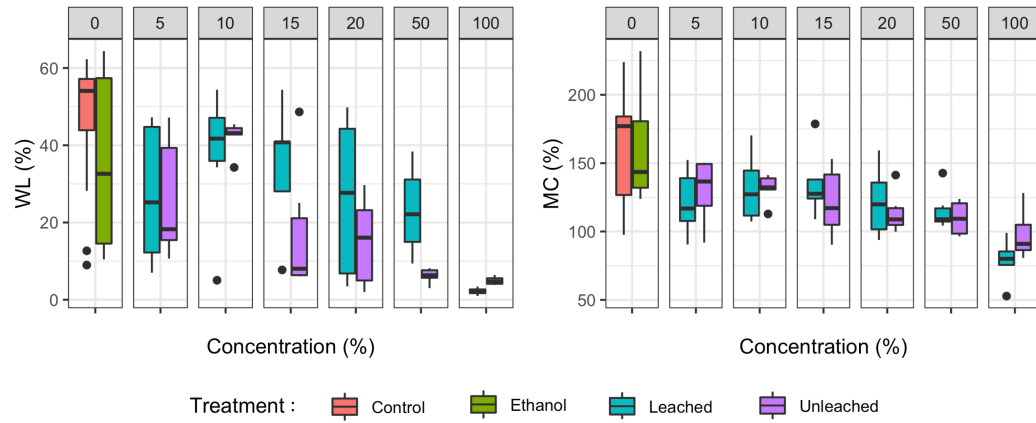 0 5 10 15 20 50 100
0 5 10 15 20 50 100
WL (%)
60
40
20
0
MC (%)
200
150
100
50
Concentration (%)
Concentration (%)
Treatment : Control Ethanol Leached Unleached